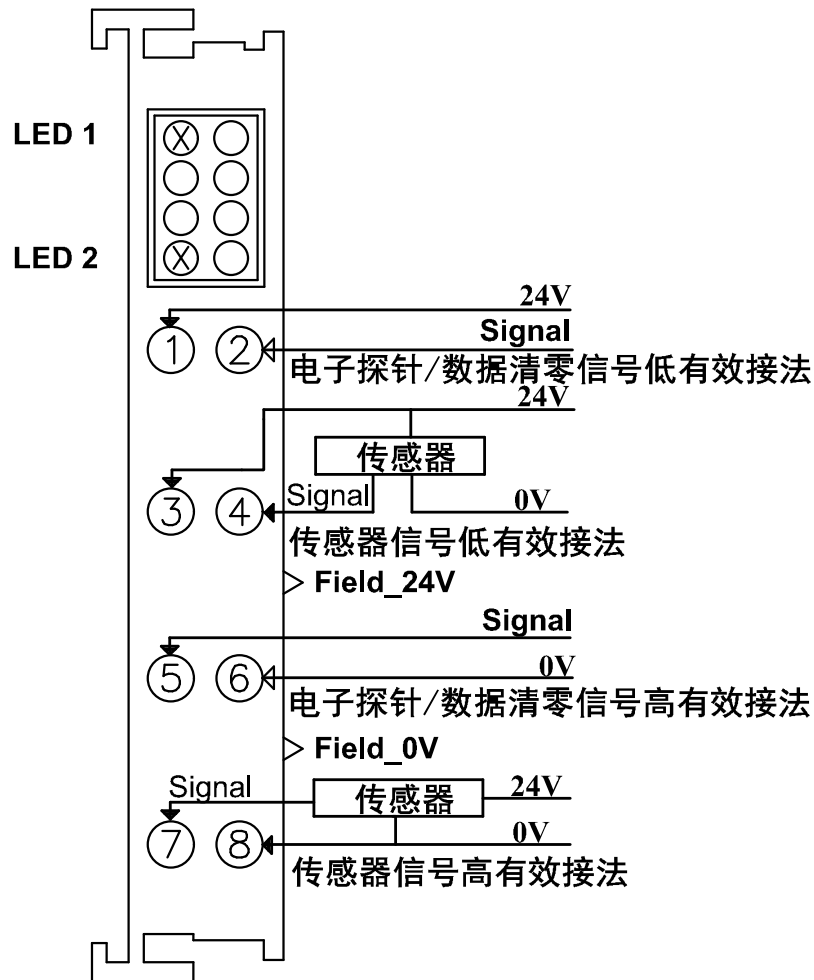 LED 1
LED 2
24V
Signal
1 2
电子探针/数据清零信号低有效接法
24V
传感器
Signal
3 4
0V
传感器信号低有效接法
Field_24V
Signal
5 6
0V
电子探针/数据清零信号高有效接法
Field_0V
Signal
传感器
24V
7 8
0V
传感器信号高有效接法